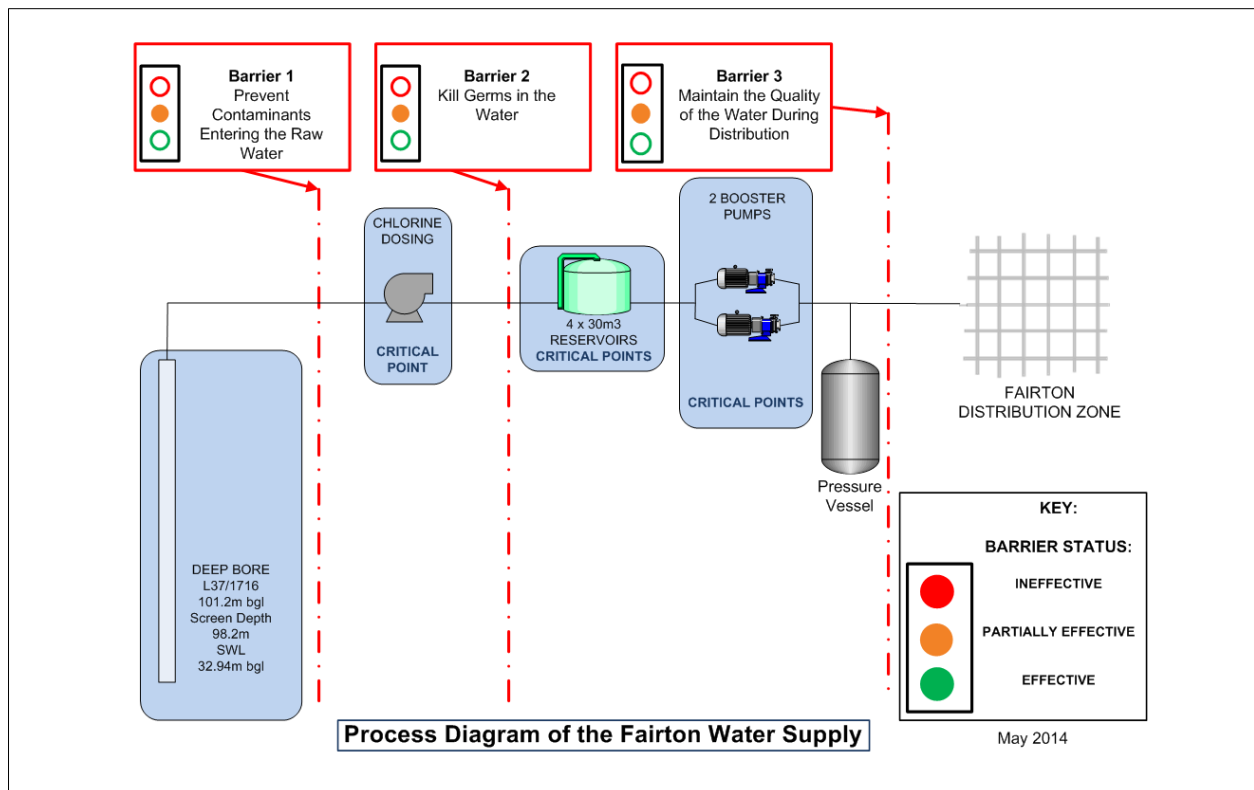 Barrier 1
Prevent
Contaminants
Entering the Raw
Water
Barrier 2
Kill Germs in the
Water
Barrier 3
Maintain the Quality
of the Water During
Distribution
CHLORINE
DOSING
CRITICAL
POINT
4 x 30m3
RESERVOIRS
CRITICAL POINTS
2 BOOSTER
PUMPS
CRITICAL POINTS
Pressure
Vessel
FAIRTON
DISTRIBUTION ZONE
DEEP BORE
L37/1716
101.2m bgl
Screen Depth
98.2m
SWL
32.94m bgl
KEY:
BARRIER STATUS:
INEFFECTIVE
PARTIALLY EFFECTIVE
EFFECTIVE
Process Diagram of the Fairton Water Supply
May 2014